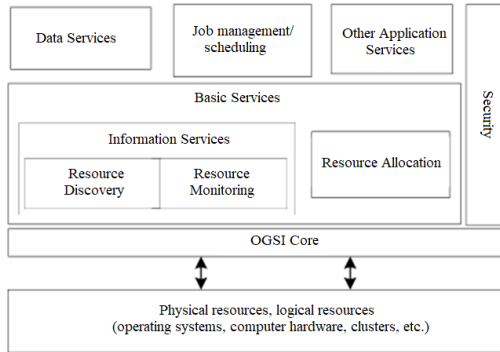 Data Services
Job management/
scheduling
Other Application
Services
Security
Basic Services
Information Services
Resource
Discovery
Resource
Monitoring
Resource Allocation
OGSI Core
Physical resources, logical resources
(operating systems, computer hardware, clusters, etc.)